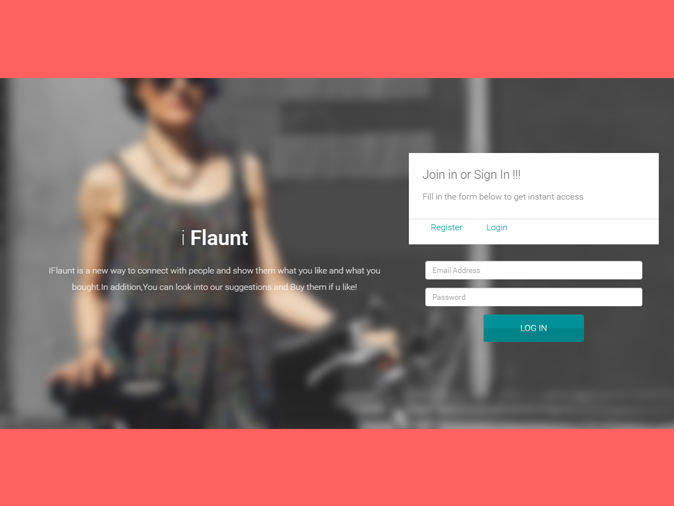 i Flaunt
IFlaunt is a new way to connect with people and show them what you like and what you
bought.In addition,You can look into our suggestions and Buy them if u like!
Join in or Sign In !!!
Fill in the form below to get instant access
Register Login
Email Address
Password
LOG IN